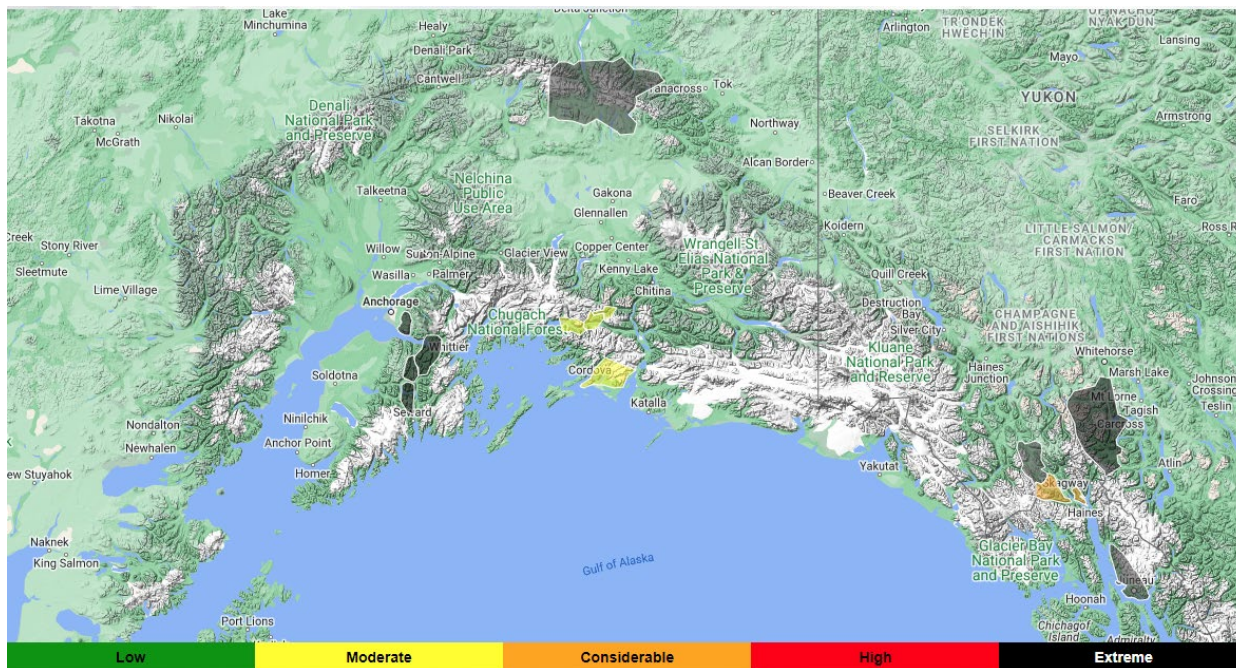 Delta Junction
Lake
Minchumina
Healy
Denali Park
Cantwell
Arlington
TR'ONDEK
HWECH'IN
NYAK DUN
Lansing
Mayo
YUKON
Armstrong
Takotna
Nikolai
McGrath
Denali
National Park
and Preserve
Tanacross
Tok
Northway
SELKIRK
FIRST NATION
Alcan Border
Talkeetna
Nelchina
Public
Use Area
Gakona
Glennallen
Beaver Creek
Faro
Creek
Stony River
Sleetmute
Willow
Sutton-Alpine
Glacier View
Copper Center
Wrangell-St.
Elias National
Park &
Preserve
Koidern
LITTLE SALMON
/ CARMACKS
FIRST NATION
Ross R
Lime Village
Wasilla
Palmer
Kenny Lake
Chitina
Quill Creek
Anchorage
Chugach
National Forest
Destruction
Bay
Silver City
CHAMPAGNE
AND AISHIHIK
FIRST NATIONS
Whittier
Kluane
National Park
and Reserve
Whitehorse
Soldotna
Cordova
Haines
Junction
Marsh Lake
Johnson
Crossing
Teslin
Nondalton
Ninilchik
Seward
Katalla
Mt Lorne
Tagish
Carcross
Newhalen
Anchor Point
Homer
Yakutat
Atlin
ew Stuyahok
Skagway
Haines
Naknek
King Salmon
Gulf of Alaska
Glacier Bay
National Park
and Preserve
Juneau
Hoonah
Port Lions
Chichagof
Island
Admiralty
Low
Moderate
Considerable
High
Extreme